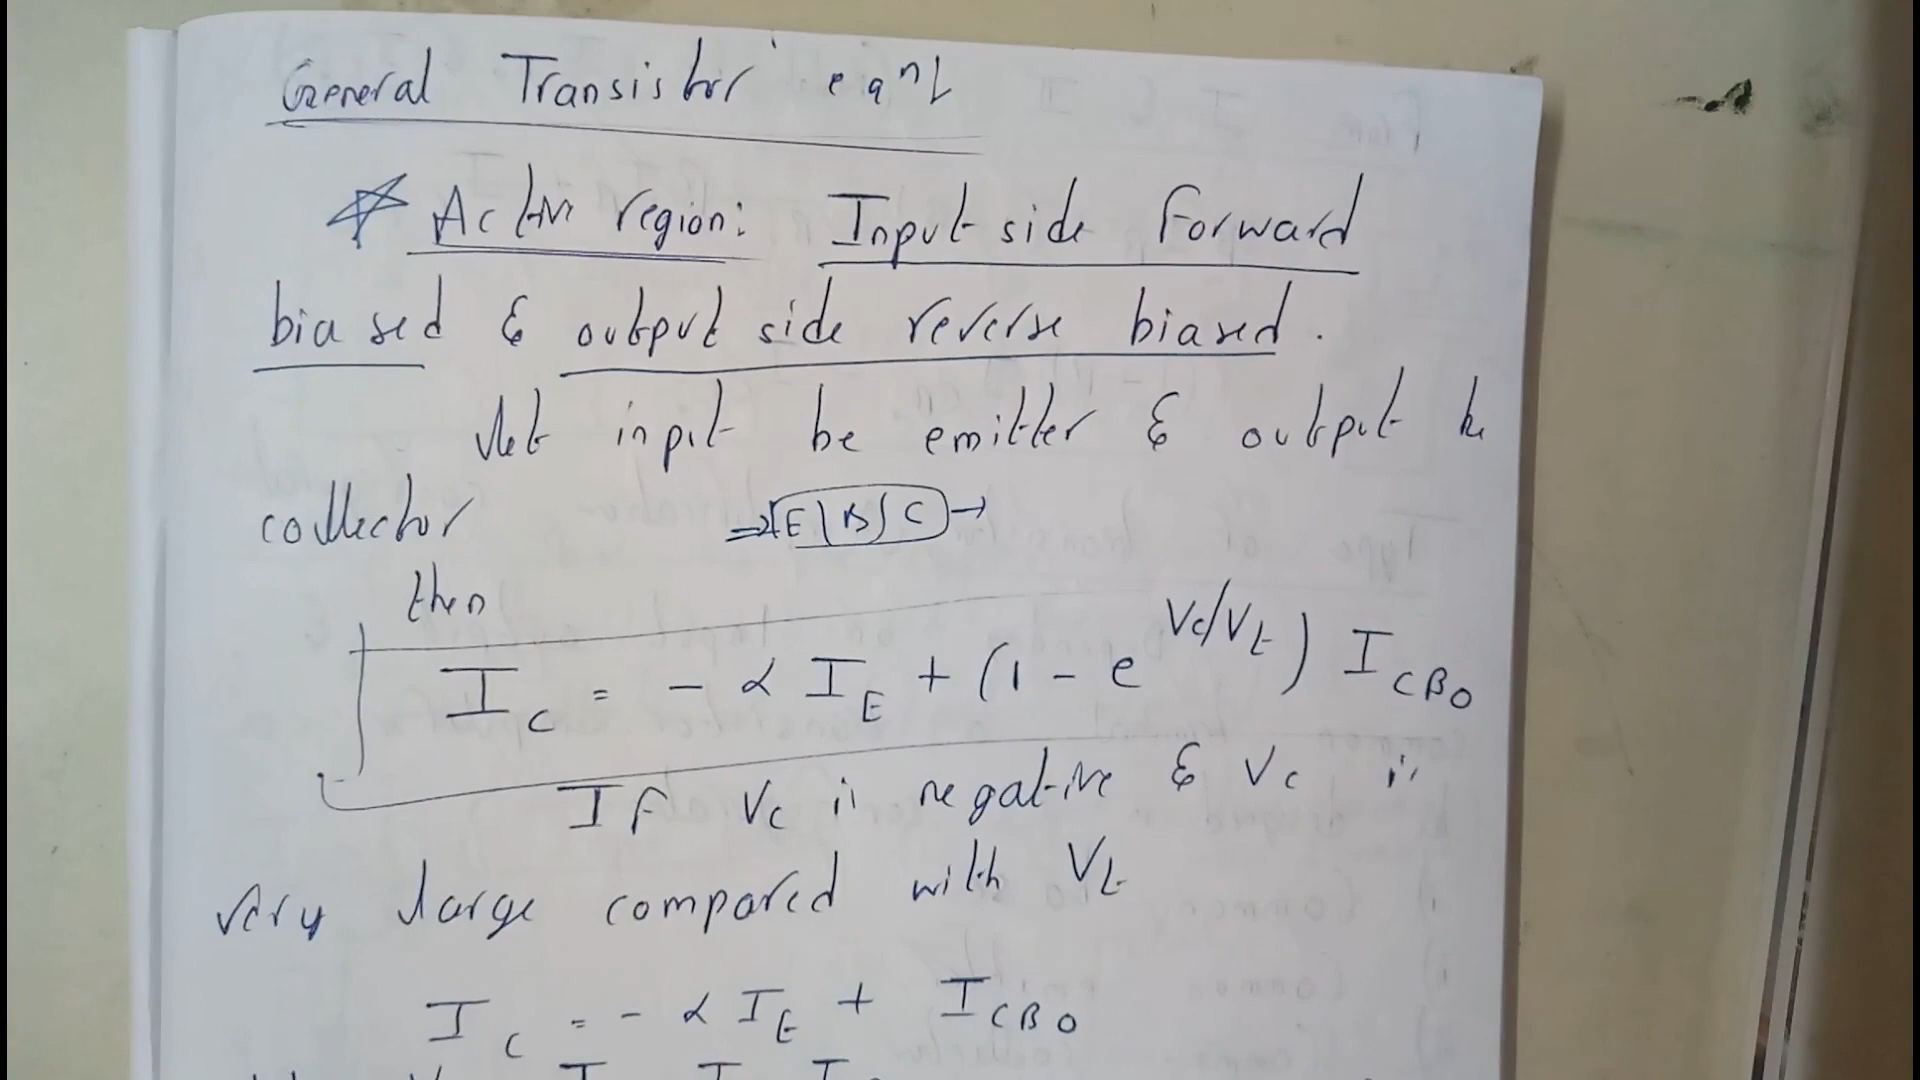 General Transistor eqn
Active region: Input side forward
biased & output side reverse biased.
Let input be emitter & output be
collector ⇒ E | B | C →
then
I_C = - α I_E + (1 - e^{Vc/Vt}) I_CBO
If Vc is negative & Vc is
very large compared with Vt
I_C = - α I_E + I_CBO